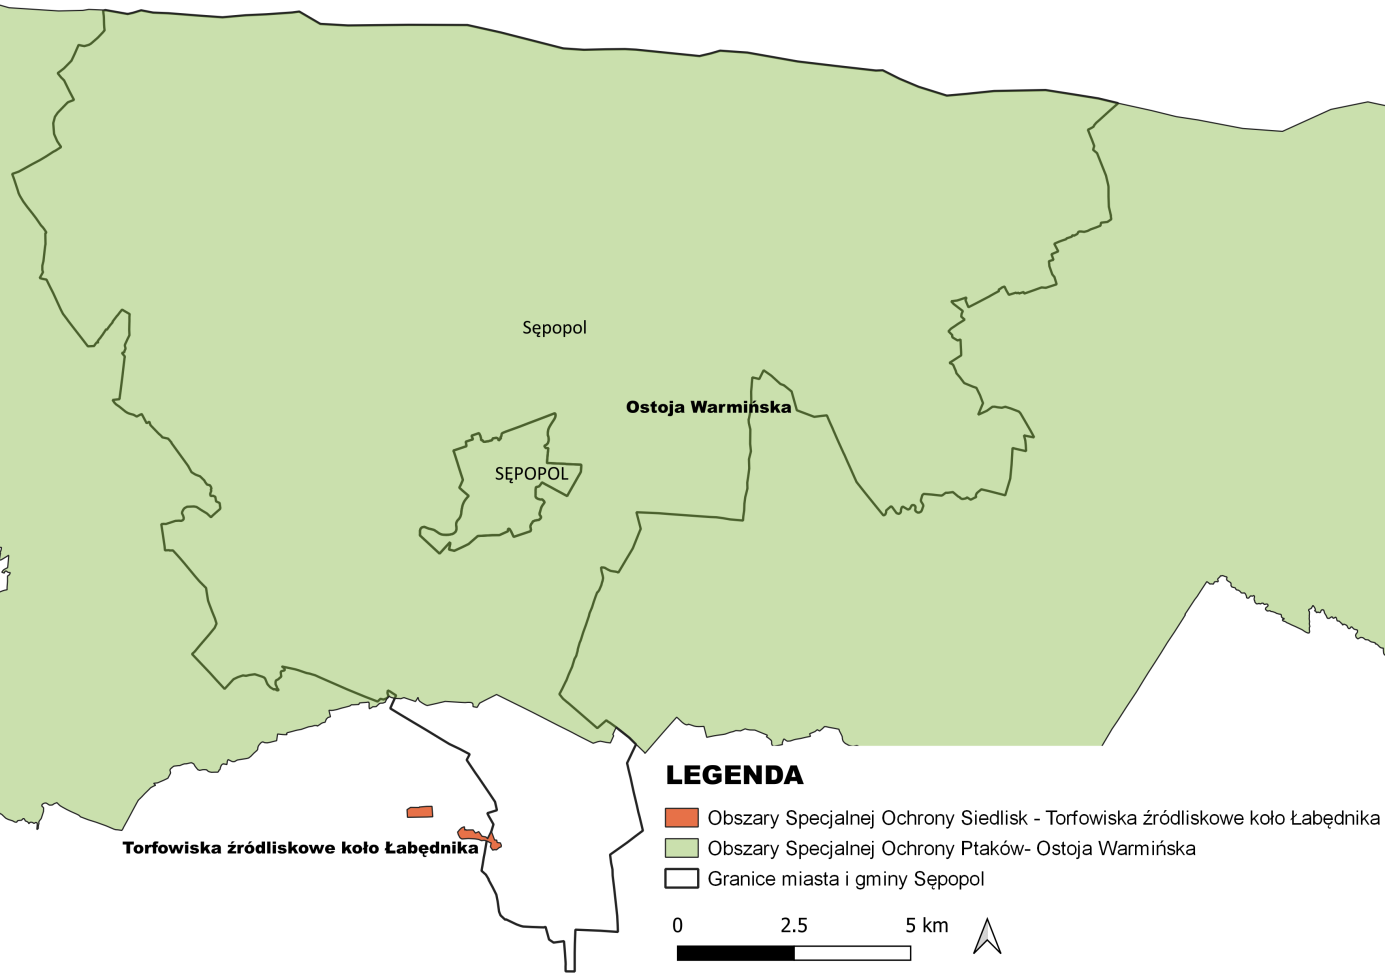 Sępopol
Ostoja Warmińska
SĘPOPOL
Torfowiska źródliskowe koło Łabędnika
LEGENDA
Obszary Specjalnej Ochrony Siedlisk - Torfowiska źródliskowe koło Łabędnika
Obszary Specjalnej Ochrony Ptaków- Ostoja Warmińska
Granice miasta i gminy Sępopol
0 2.5 5 km